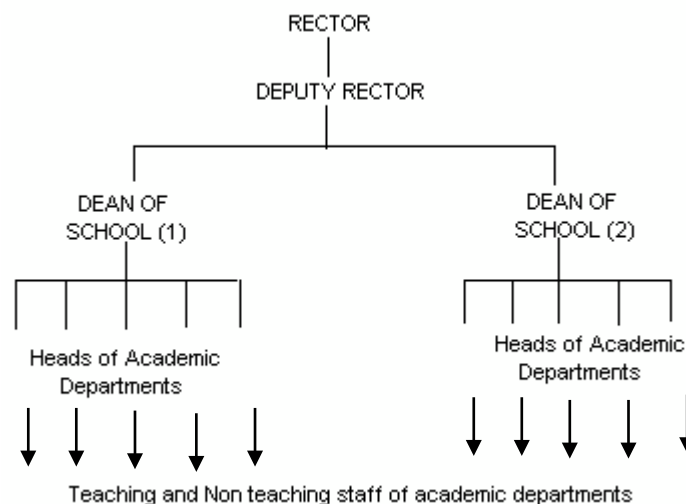 RECTOR
DEPUTY RECTOR
DEAN OF
SCHOOL (1)
DEAN OF
SCHOOL (2)
Heads of Academic
Departments
Heads of Academic
Departments
Teaching and Non teaching staff of academic departments